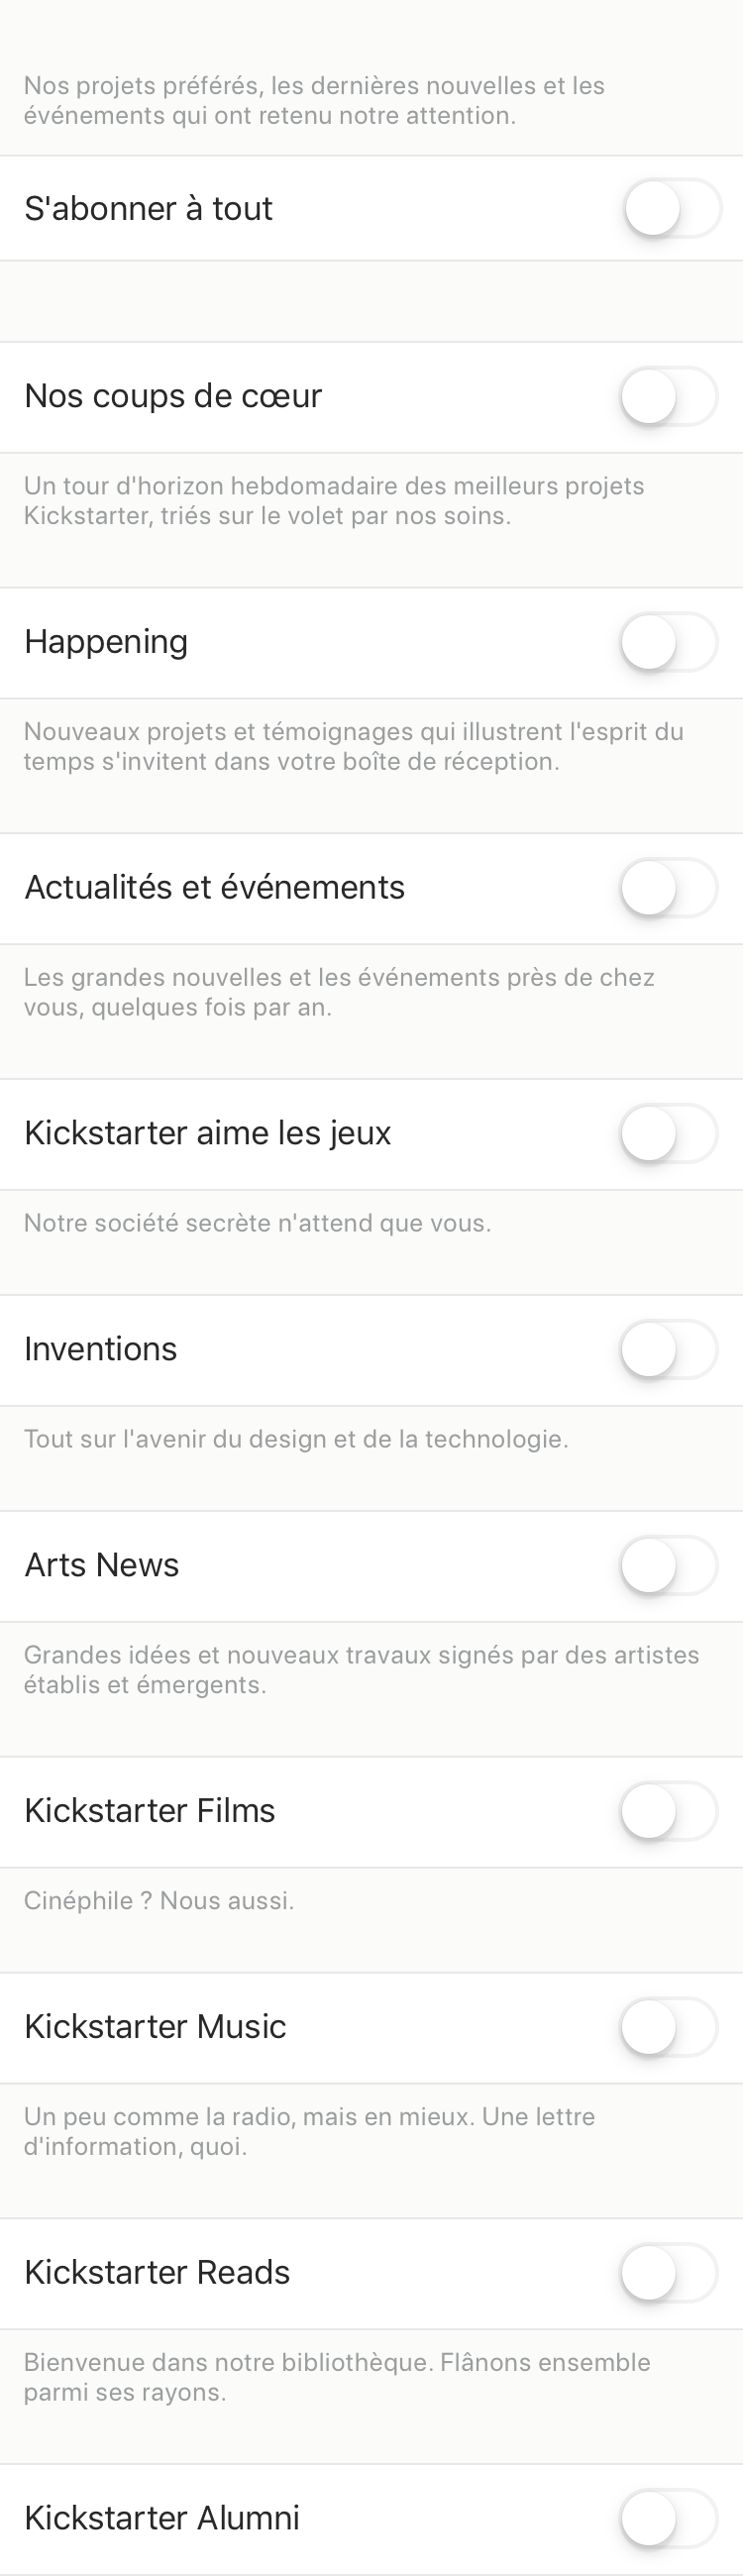 Nos projets préférés, les dernières nouvelles et les
événements qui ont retenu notre attention.
S'abonner à tout
Nos coups de cœur
Un tour d'horizon hebdomadaire des meilleurs projets
Kickstarter, triés sur le volet par nos soins.
Happening
Nouveaux projets et témoignages qui illustrent l'esprit du
temps s'invitent dans votre boîte de réception.
Actualités et événements
Les grandes nouvelles et les événements près de chez
vous, quelques fois par an.
Kickstarter aime les jeux
Notre société secrète n'attend que vous.
Inventions
Tout sur l'avenir du design et de la technologie.
Arts News
Grandes idées et nouveaux travaux signés par des artistes
établis et émergents.
Kickstarter Films
Cinéphile ? Nous aussi.
Kickstarter Music
Un peu comme la radio, mais en mieux. Une lettre
d'information, quoi.
Kickstarter Reads
Bienvenue dans notre bibliothèque. Flânons ensemble
parmi ses rayons.
Kickstarter Alumni